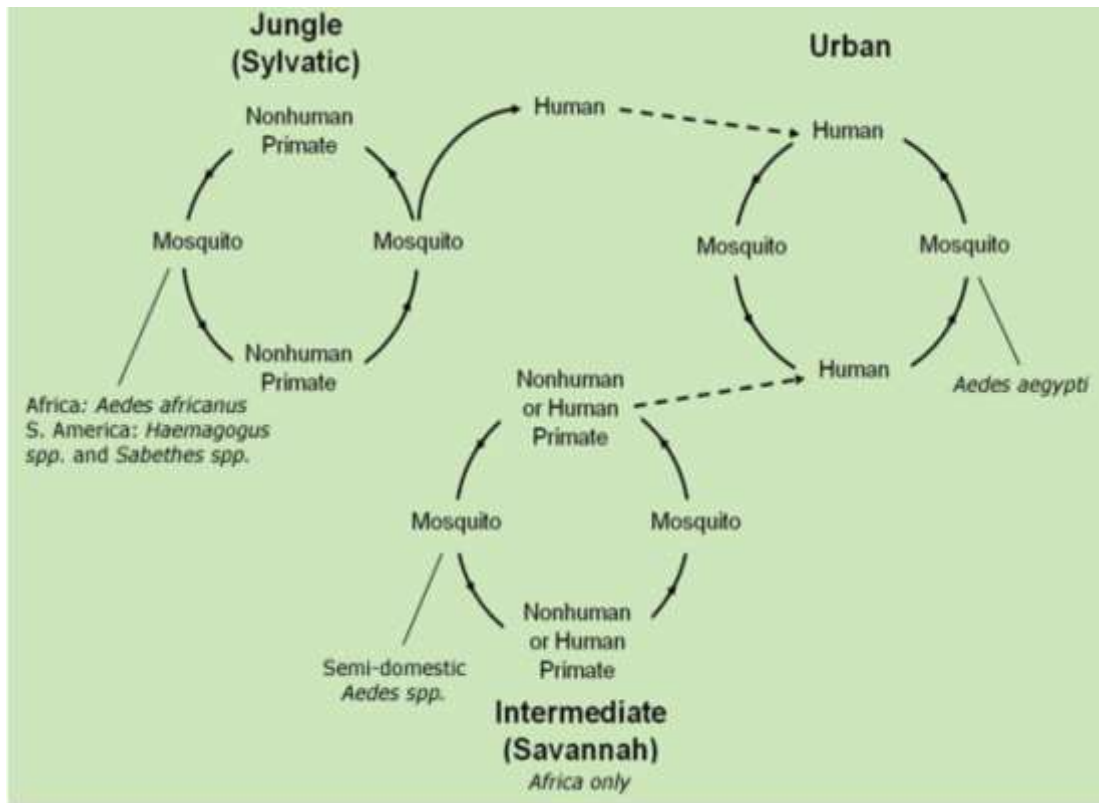 Jungle
(Sylvatic)
Urban
Nonhuman
Primate
Human
Human
Mosquito
Mosquito
Mosquito
Mosquito
Nonhuman
Primate
Human
Africa: Aedes africanus
S. America: Haemagogus
spp. and Sabethes spp.
Nonhuman
or Human
Primate
Aedes aegypti
Mosquito
Mosquito
Nonhuman
or Human
Primate
Semi-domestic
Aedes spp.
Intermediate
(Savannah)
Africa only